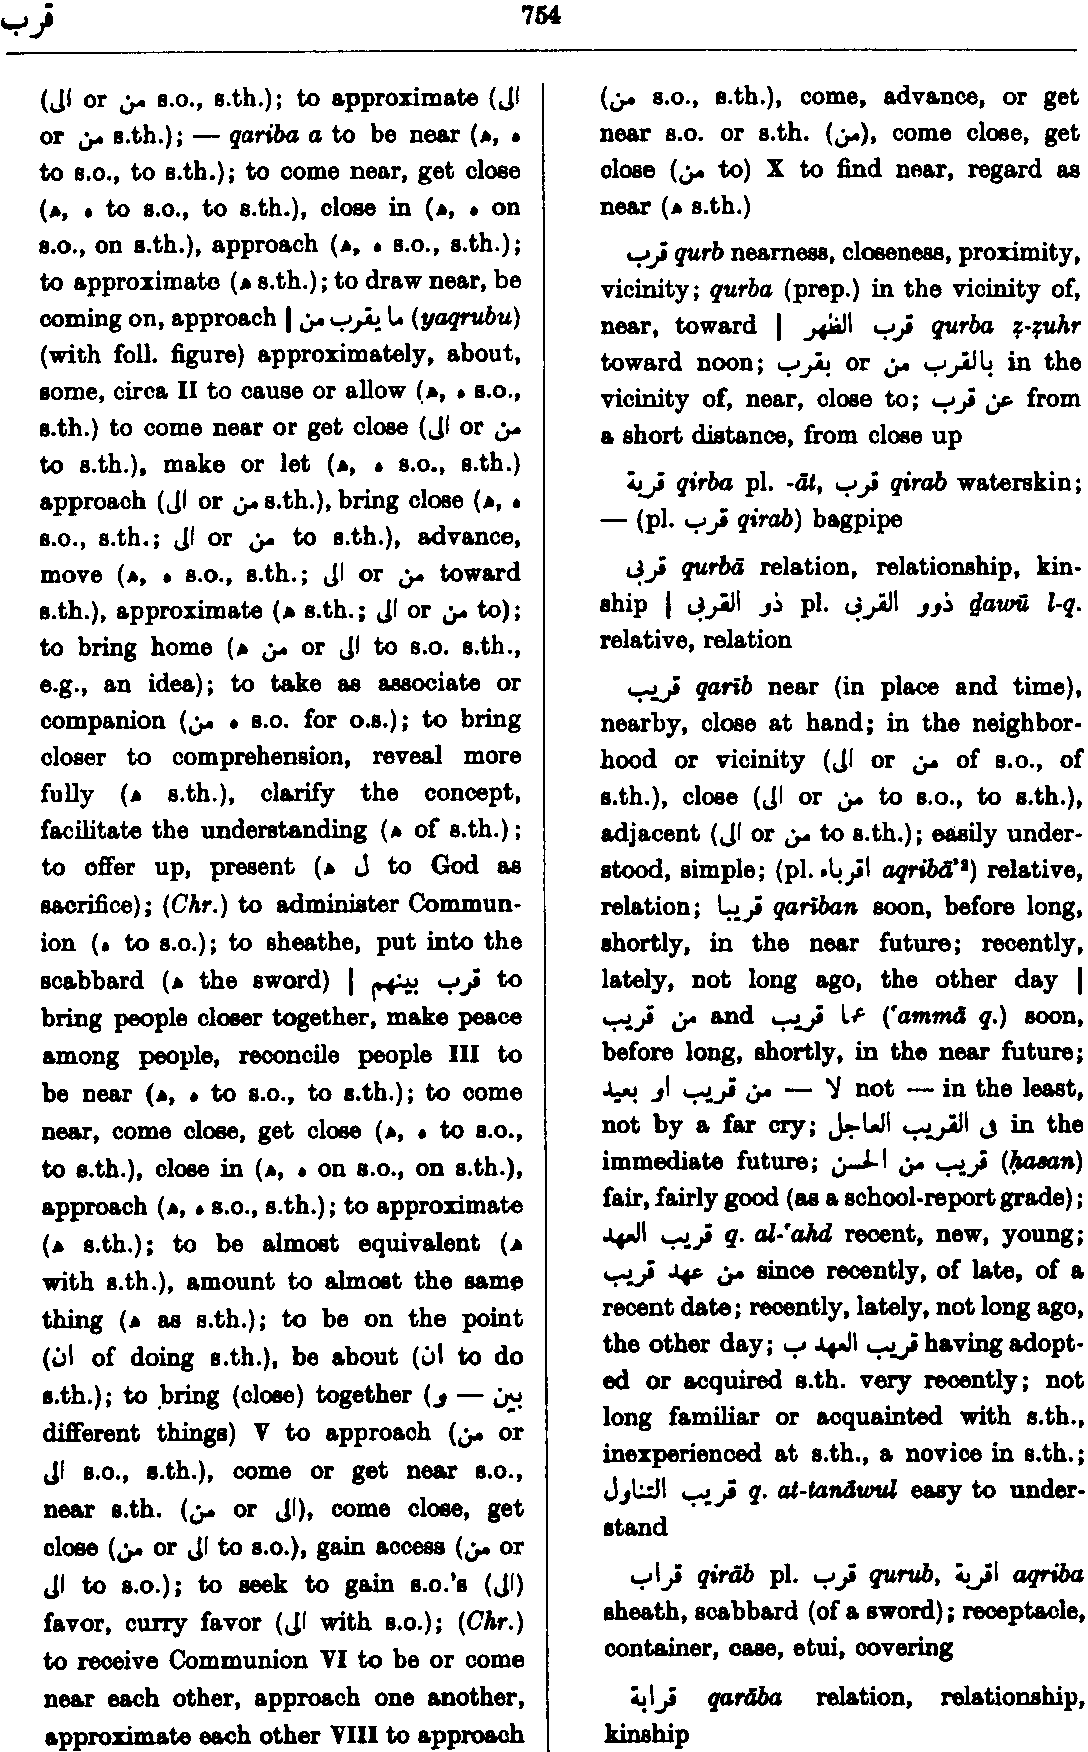 قرب
754
(الى or من s.o., s.th.); to approximate (الى
or من s.th.); — qariba a to be near (ه, ه
to s.o., to s.th.); to come near, get close
(ه, ه to s.o., to s.th.), close in (ه, ه on
s.o., on s.th.), approach (ه, ه s.o., s.th.);
to approximate (ه s.th.); to draw near, be
coming on, approach | ما يقرب من (yaqrubu)
(with foll. figure) approximately, about,
some, circa II to cause or allow (ه, ه s.o.,
s.th.) to come near or get close (الى or من
to s.th.), make or let (ه, ه s.o., s.th.)
approach (الى or من s.th.), bring close (ه, ه
s.o., s.th.; الى or من to s.th.), advance,
move (ه, ه s.o., s.th.; الى or من toward
s.th.), approximate (ه s.th.; الى or من to);
to bring home (ه من or الى to s.o. s.th.,
e.g., an idea); to take as associate or
companion (من ه s.o. for o.s.); to bring
closer to comprehension, reveal more
fully (ه s.th.), clarify the concept,
facilitate the understanding (ه of s.th.);
to offer up, present (ه ل to God as
sacrifice); (Chr.) to administer Commun-
ion (ه to s.o.); to sheathe, put into the
scabbard (ه the sword) | قرب بينهم to
bring people closer together, make peace
among people, reconcile people III to
be near (ه, ه to s.o., to s.th.); to come
near, come close, get close (ه, ه to s.o.,
to s.th.), close in (ه, ه on s.o., on s.th.),
approach (ه, ه s.o., s.th.); to approximate
(ه s.th.); to be almost equivalent (ه
with s.th.), amount to almost the same
thing (ه as s.th.); to be on the point
(ان of doing s.th.), be about (ان to do
s.th.); to bring (close) together (بين — و
different things) V to approach (من or
الى s.o., s.th.), come or get near s.o.,
near s.th. (من or الى), come close, get
close (من or الى to s.o.), gain access (من or
الى to s.o.); to seek to gain s.o.'s (الى)
favor, curry favor (الى with s.o.); (Chr.)
to receive Communion VI to be or come
near each other, approach one another,
approximate each other VIII to approach
(من s.o., s.th.), come, advance, or get
near s.o. or s.th. (من), come close, get
close (من to) X to find near, regard as
near (ه s.th.)
قرب qurb nearness, closeness, proximity,
vicinity; qurba (prep.) in the vicinity of,
near, toward | قرب الظهر qurba ẓ-ẓuhr
toward noon; بقرب or بالقرب من in the
vicinity of, near, close to; عن قرب from
a short distance, from close up
قربة qirba pl. -āt, قرب qirab waterskin;
— (pl. قرب qirab) bagpipe
قربى qurbā relation, relationship, kin-
ship | ذو القربى pl. ذوو القربى ḏawū l-q.
relative, relation
قريب qarīb near (in place and time),
nearby, close at hand; in the neighbor-
hood or vicinity (الى or من of s.o., of
s.th.), close (الى or من to s.o., to s.th.),
adjacent (الى or من to s.th.); easily under-
stood, simple; (pl. اقرباء aqribā'²) relative,
relation; قريبا qarīban soon, before long,
shortly, in the near future; recently,
lately, not long ago, the other day |
من قريب and عما قريب (‘ammā q.) soon,
before long, shortly, in the near future;
لا — من قريب او بعيد not — in the least,
not by a far cry; فى القريب العاجل in the
immediate future; قريب من الحسن (ḥasan)
fair, fairly good (as a school-report grade);
قريب العهد q. al-‘ahd recent, new, young;
من عهد قريب since recently, of late, of a
recent date; recently, lately, not long ago,
the other day; قريب العهد ب having adopt-
ed or acquired s.th. very recently; not
long familiar or acquainted with s.th.,
inexperienced at s.th., a novice in s.th.;
قريب التناول q. at-tanāwul easy to under-
stand
قراب qirāb pl. قرب qurub, اقربة aqriba
sheath, scabbard (of a sword); receptacle,
container, case, etui, covering
قرابة qarāba relation, relationship,
kinship